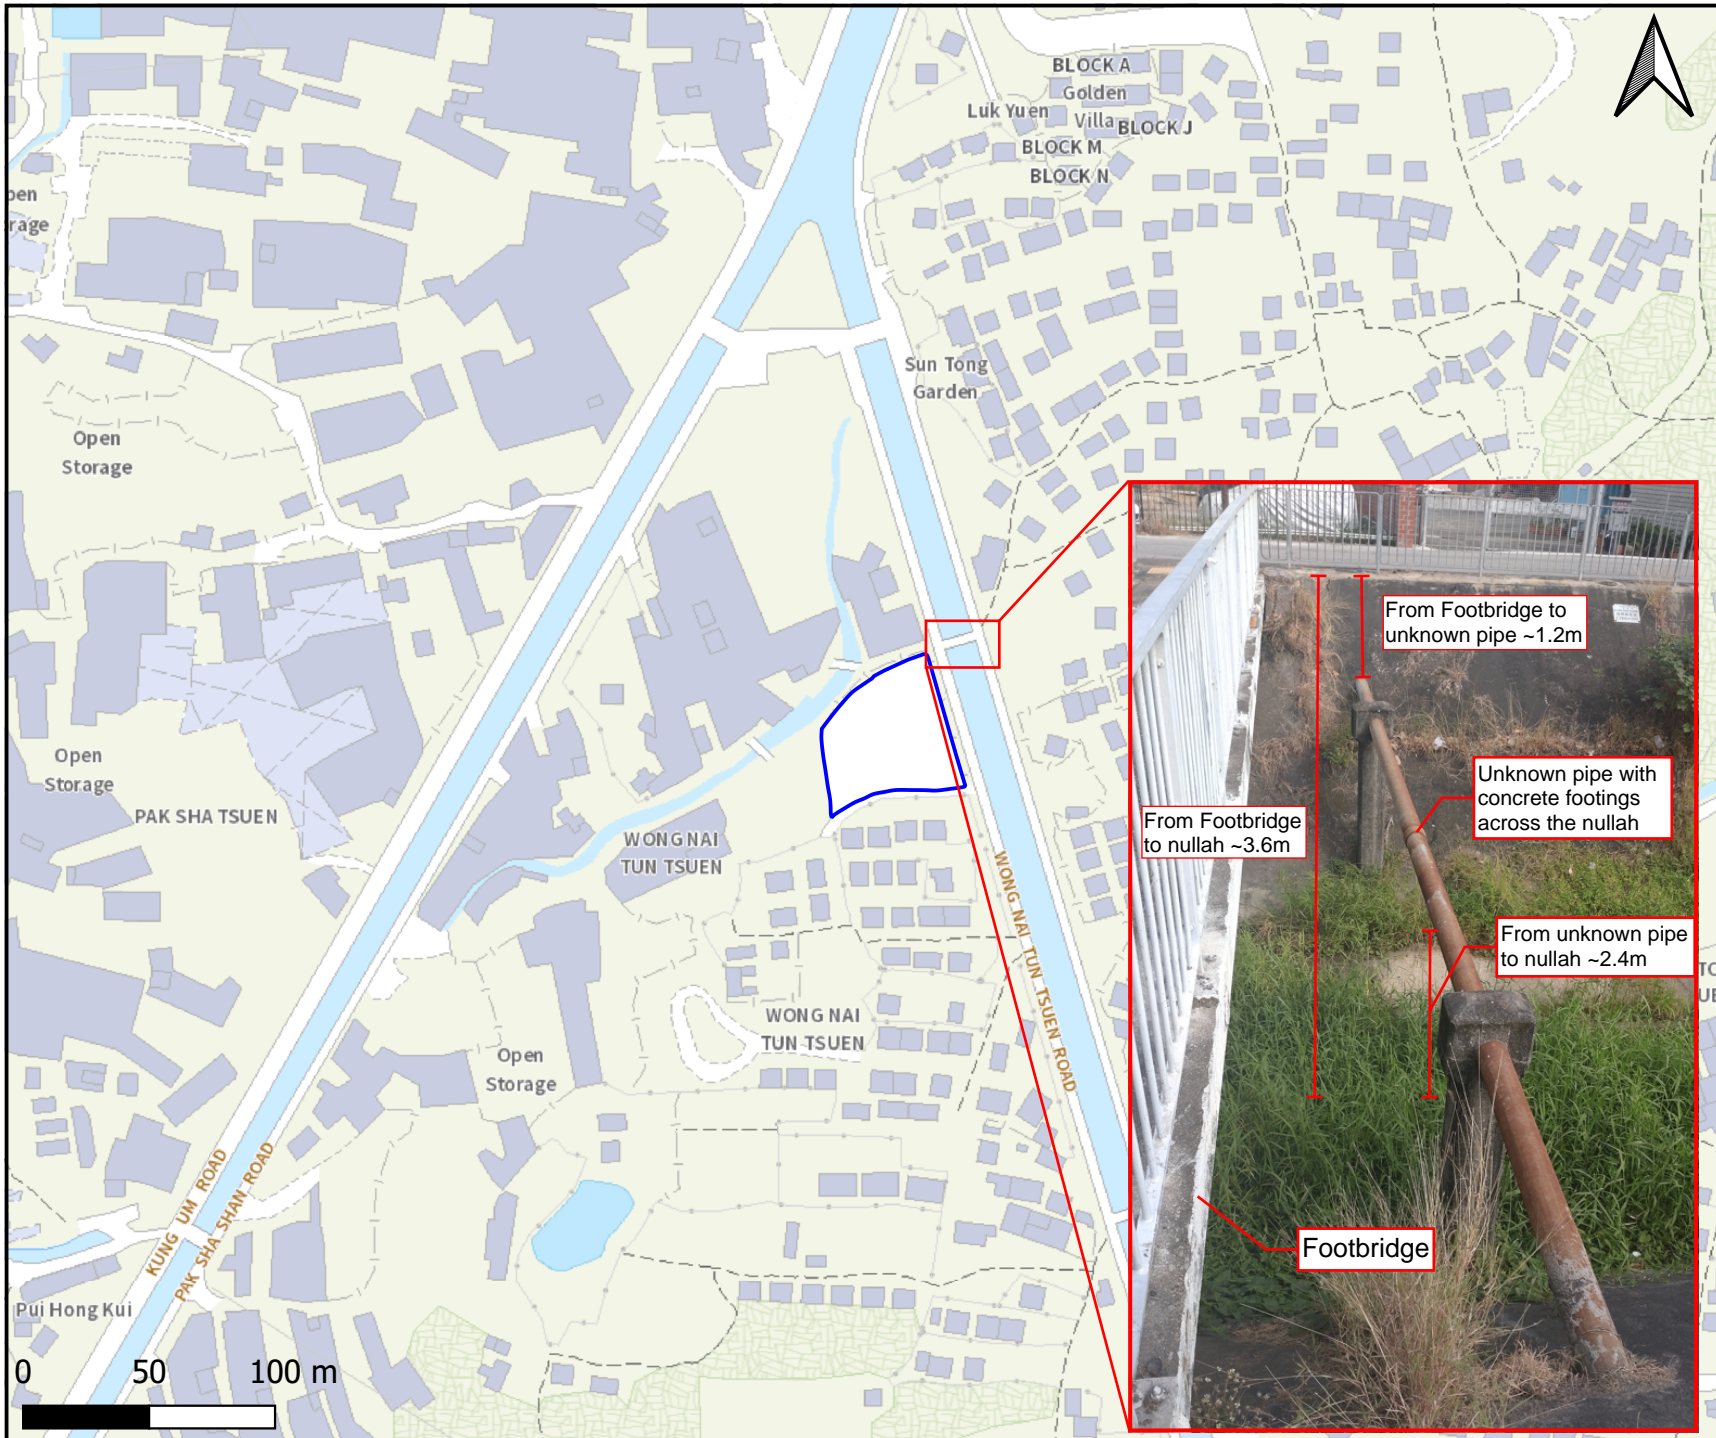 BLOCK A
Golden
Villa
Luk Yuen
BLOCK J
BLOCK M
BLOCK N
pen
rage
Sun Tong
Garden
Open
Storage
From Footbridge to
unknown pipe ~1.2m
Open
Storage
PAK SHA TSUEN
Unknown pipe with
concrete footings
across the nullah
From Footbridge
to nullah ~3.6m
WONG NAI
TUN TSUEN
WONG NAI TUN TSUEN ROAD
From unknown pipe
to nullah ~2.4m
TO
UE
WONG NAI
TUN TSUEN
Open
Storage
KUNG UM ROAD
PAK SHA SHAN ROAD
Footbridge
Pui Hong Kui
0 50 100 m